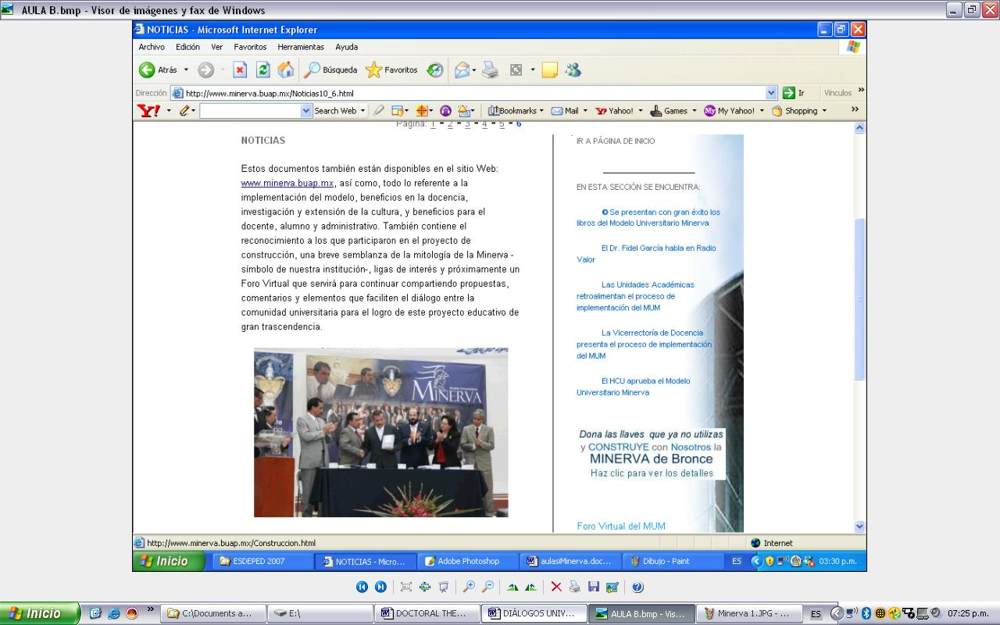 AULA B.bmp - Visor de imágenes y fax de Windows
NOTICIAS - Microsoft Internet Explorer
Archivo Edición Ver Favoritos Herramientas Ayuda
Atrás Búsqueda Favoritos
Dirección http://www.minerva.buap.mx/Noticias10_6.html Ir Vínculos »
Y! Search Web Bookmarks Mail Yahoo! My Games My Yahoo! Shopping »
Página: 1 - 2 - 3 - 4 - 5 - 6
NOTICIAS
Estos documentos también están disponibles en el sitio Web:
www.minerva.buap.mx, así como, todo lo referente a la
implementación del modelo, beneficios en la docencia,
investigación y extensión de la cultura, y beneficios para el
docente, alumno y administrativo. También contiene el
reconocimiento a los que participaron en el proyecto de
construcción, una breve semblanza de la mitología de la Minerva -
símbolo de nuestra institución-, ligas de interés y próximamente un
Foro Virtual que servirá para continuar compartiendo propuestas,
comentarios y elementos que faciliten el diálogo entre la
comunidad universitaria para el logro de este proyecto educativo de
gran trascendencia.
MINERVA
IR A PÁGINA DE INICIO
EN ESTA SECCIÓN SE ENCUENTRA:
Se presentan con gran éxito los
libros del Modelo Universitario Minerva
El Dr. Fidel García habla en Radio
Valor
Las Unidades Académicas
retroalimentan el proceso de
implementación del MUM
La Vicerrectoría de Docencia
presenta el proceso de implementación
del MUM
El HCU aprueba el Modelo
Universitario Minerva
Dona las llaves que ya no utilizas
y CONSTRUYE con Nosotros la
MINERVA de Bronce
Haz clic para ver los detalles
Foro Virtual del MUM
http://www.minerva.buap.mx/Construccion.html Internet
Inicio ESDEPED 2007 NOTICIAS - Micro... Adobe Photoshop aulasiMinerva.doc... Dibujo - Paint ES 03:30 p.m.
Inicio » C:\Documents a... E:\ DOCTORAL THE... DIÁLOGOS UNIV... AULA B.bmp - Vis... Minerva 1.JPG - ... ES 07:25 p.m.